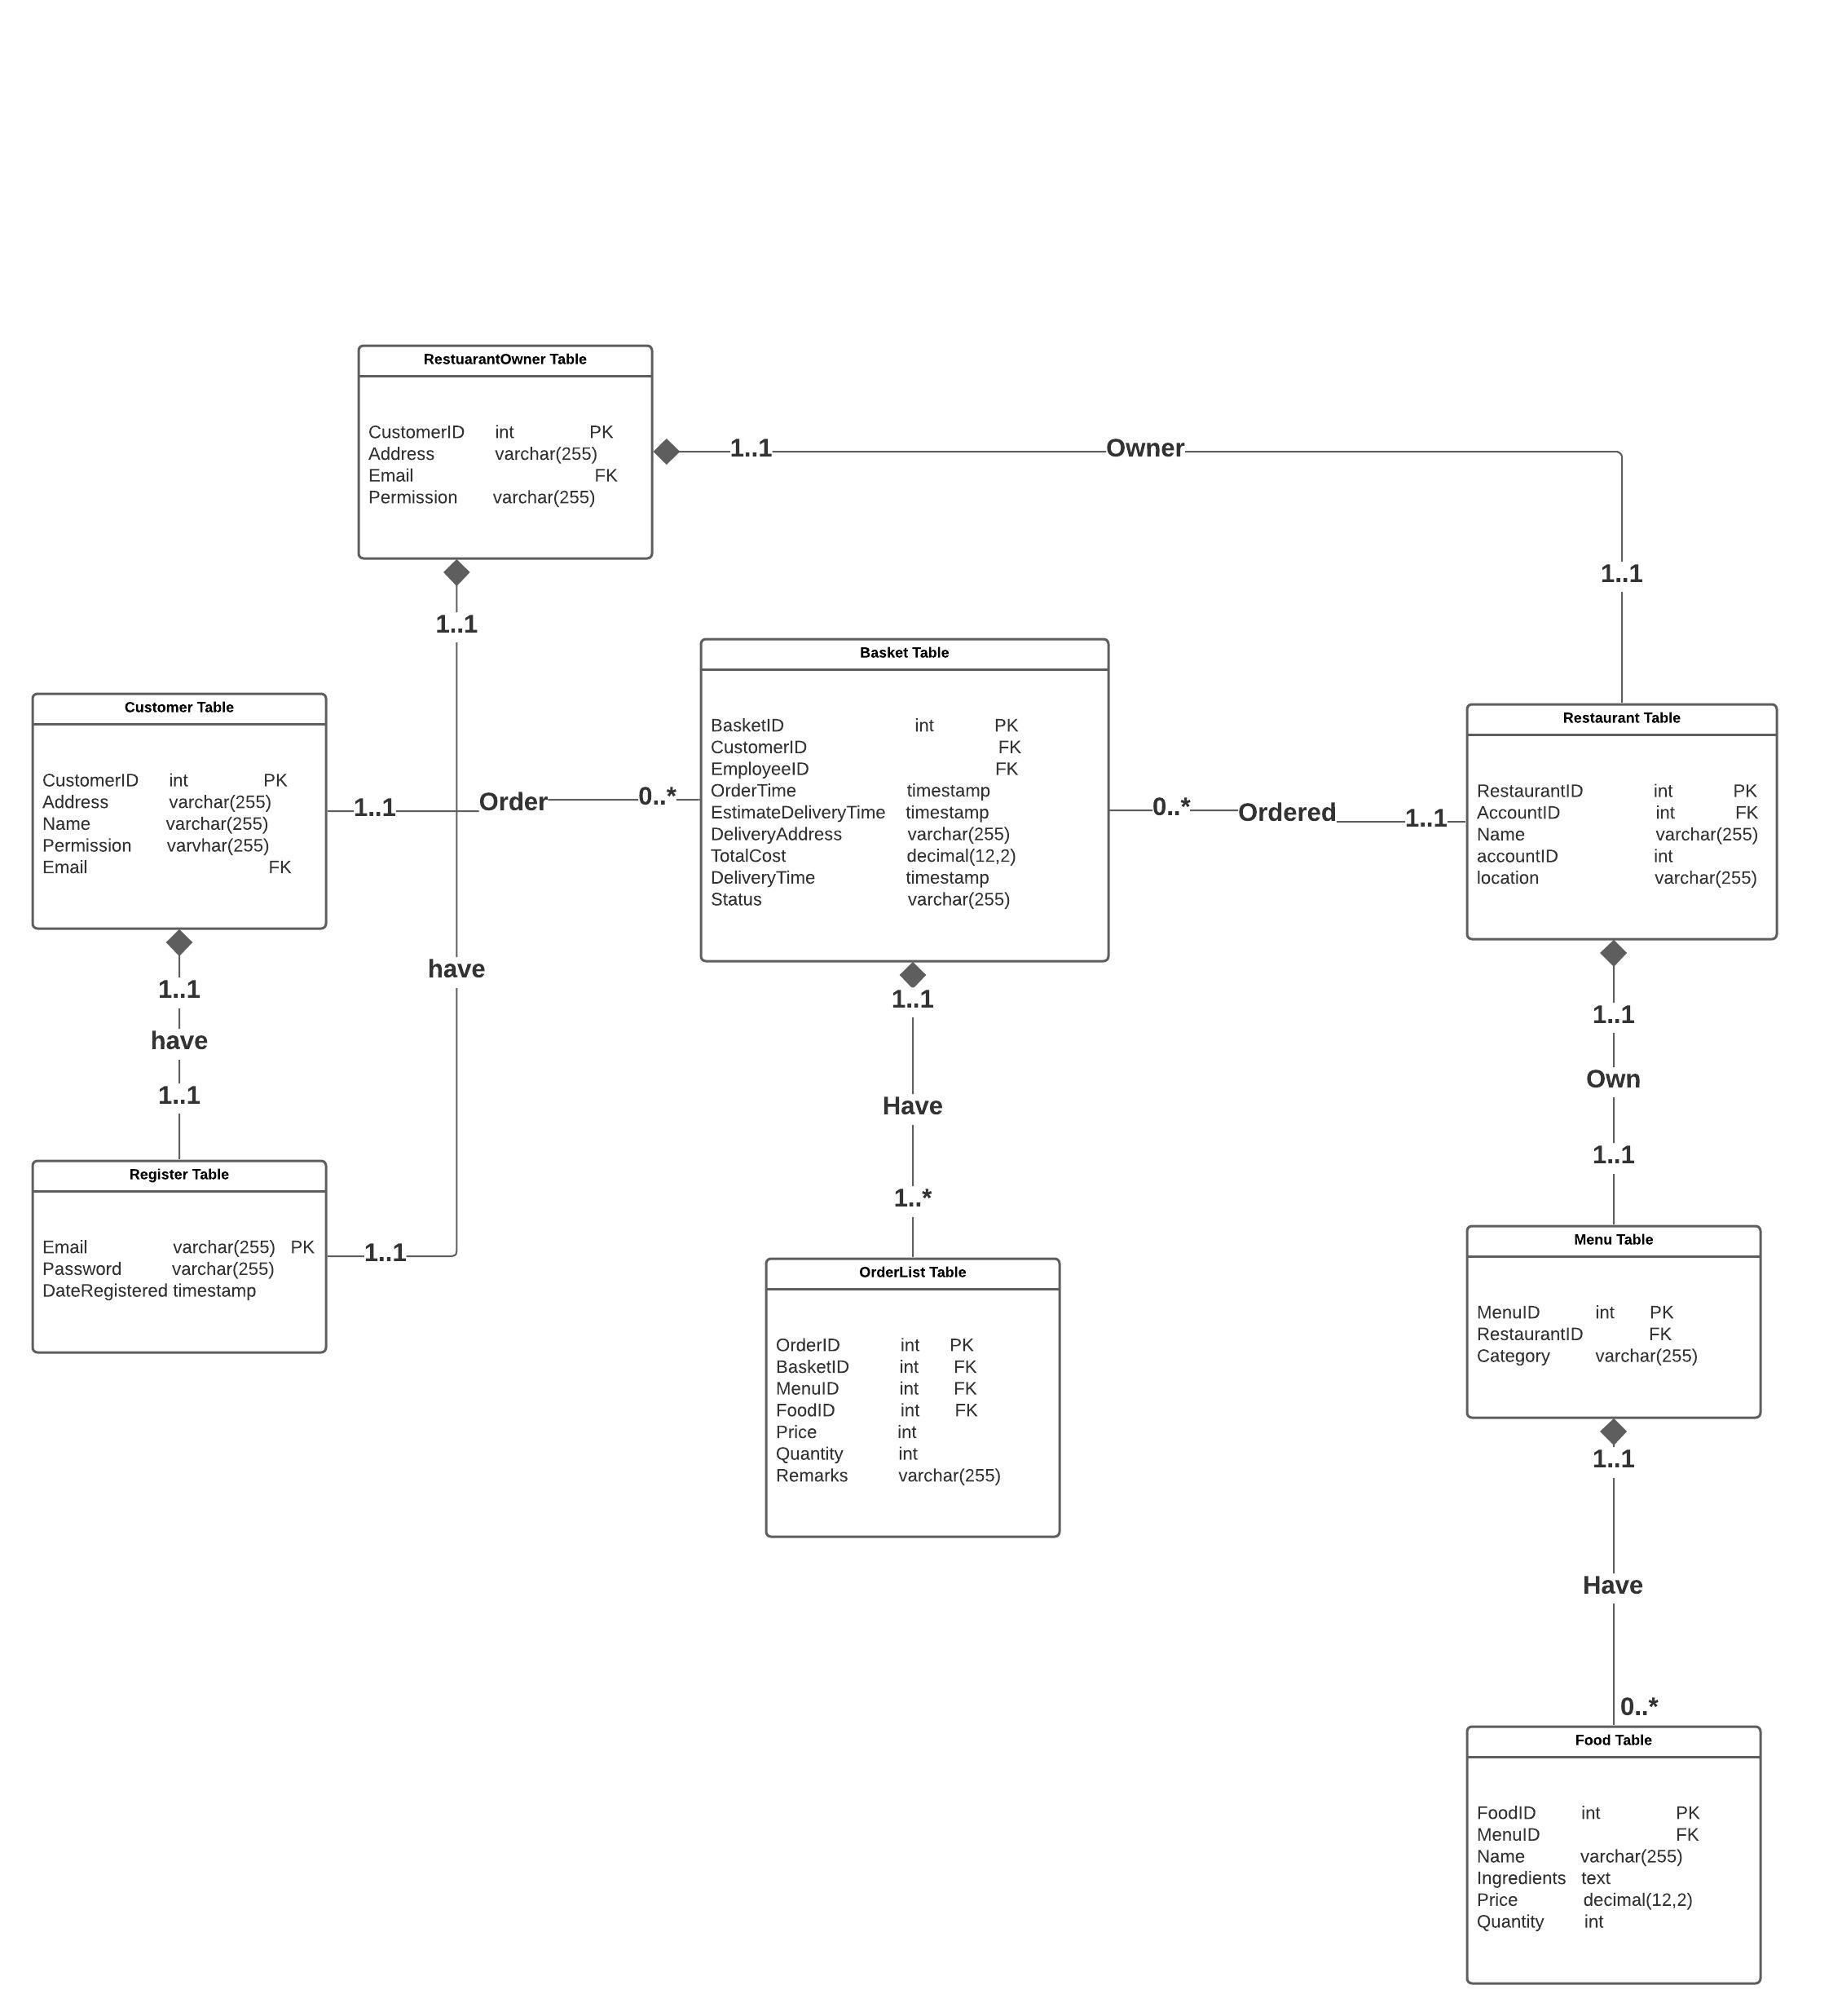 RestuarantOwner Table
CustomerID int PK
Address varchar(255)
Email FK
Permission varchar(255)
1..1
Owner
1..1
1..1
have
1..1
Customer Table
CustomerID int PK
Address varchar(255)
Name varchar(255)
Permission varvhar(255)
Email FK
1..1
Order
0..*
Basket Table
BasketID int PK
CustomerID FK
EmployeeID FK
OrderTime timestamp
EstimateDeliveryTime timestamp
DeliveryAddress varchar(255)
TotalCost decimal(12,2)
DeliveryTime timestamp
Status varchar(255)
0..*
Ordered
1..1
Restaurant Table
RestaurantID int PK
AccountID int FK
Name varchar(255)
accountID int
location varchar(255)
1..1
have
1..1
Register Table
Email varchar(255) PK
Password varchar(255)
DateRegistered timestamp
1..1
Have
1..*
OrderList Table
OrderID int PK
BasketID int FK
MenuID int FK
FoodID int FK
Price int
Quantity int
Remarks varchar(255)
1..1
Own
1..1
Menu Table
MenuID int PK
RestaurantID FK
Category varchar(255)
1..1
Have
0..*
Food Table
FoodID int PK
MenuID FK
Name varchar(255)
Ingredients text
Price decimal(12,2)
Quantity int